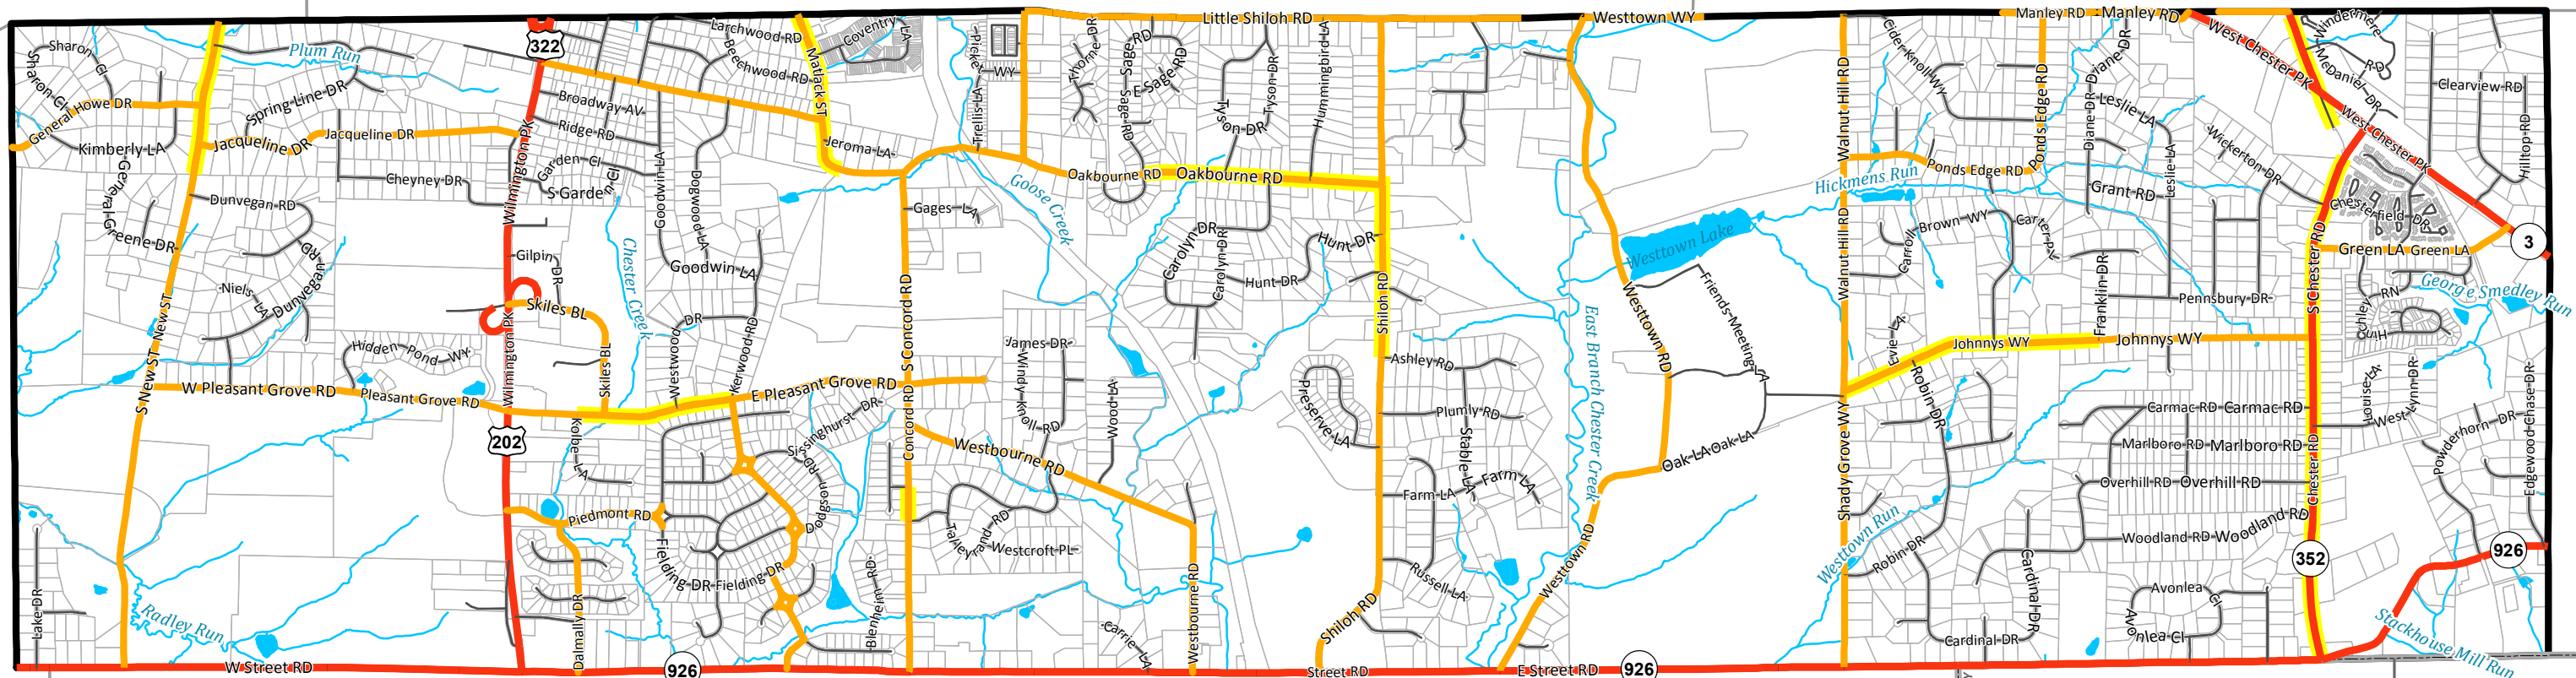 Sharon Cl
Sharon Cl
General Howe DR
Kimberly LA
General Greene DR
Plum Run
Spring Line DR
Jacqueline DR
Jacqueline DR
Cheyney DR
Dunvegan RD
Dunvegan RD
Niels LA
S New ST
New ST
Hidden Pond WY
W Pleasant Grove RD
Pleasant Grove RD
Lake DR
Radley Run
W Street RD
322
Wilmington PK
Wilmington PK
202
Broadway AV
Ridge RD
Garden Cl
S Garden Cl
Gilpin DR
Skiles BL
Skiles BL
Chester Creek
Larchwood RD
Beechwood RD
Matlack ST
Coventry LA
Jeroma LA
Goodwin LA
Dogwood LA
Goodwin LA
Westwood DR
Kerwood RD
E Pleasant Grove RD
Kolbe LA
Piedmont RD
Dalmally DR
Fielding DR
Fielding DR
Sissinghurst DR
Dodgson RD
Blenheim RD
926
S Concord RD
Concord RD
Gages LA
Picket WY
Trellis LA
Goose Creek
James DR
Windy Knoll RD
Wood LA
Westbourne RD
Westbourne RD
Talleyrand RD
Westcroft PL
Carrie LA
Little Shiloh RD
Thorne DR
Sage RD
Sage RD
E Sage RD
Tyson DR
Tyson DR
Hummingbird LA
Oakbourne RD
Oakbourne RD
Carolyn DR
Carolyn DR
Hunt DR
Hunt DR
Shiloh RD
Shiloh RD
Preserve LA
Ashley RD
Plumly RD
Stable LA
Farm LA
Farm LA
Russell LA
Street RD
E Street RD
926
Westtown WY
Westtown Lake
Westtown RD
Westtown RD
East Branch Chester Creek
Friends Meeting LA
Oak LA
Oak LA
Walnut Hill RD
Walnut Hill RD
Shady Grove WY
Westtown Run
Hickmens Run
Cider Knoll WY
Manley RD
Manley RD
Ponds Edge RD
Ponds Edge RD
Diane DR
Diane DR
Leslie LA
Leslie LA
Grant RD
Wickerton DR
Brown WY
Carroll
Carter PL
Franklin DR
Pennsbury DR
Evie LA
Johnnys WY
Johnnys WY
Robin DR
Robin DR
Carmac RD
Carmac RD
Marlboro RD
Marlboro RD
Overhill RD
Overhill RD
Woodland RD
Woodland RD
Cardinal DR
Cardinal DR
Avonlea Cl
Avonlea Cl
West Chester PK
West Chester PK
Windermere
McDaniel DR
RD
Clearview RD
Hilltop RD
Chesterfield DR
Green LA
Green LA
3
S Chester RD
Chester RD
352
George Smedley Run
West Lynn DR
Louise LA
Powderhorn DR
Edgewood Chase DR
926
Stackhouse Mill Run